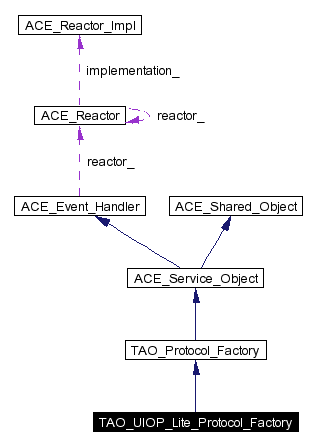 ACE_Reactor_Impl
implementation_
ACE_Reactor
reactor_
reactor_
ACE_Event_Handler
ACE_Shared_Object
ACE_Service_Object
TAO_Protocol_Factory
TAO_UIOP_Lite_Protocol_Factory